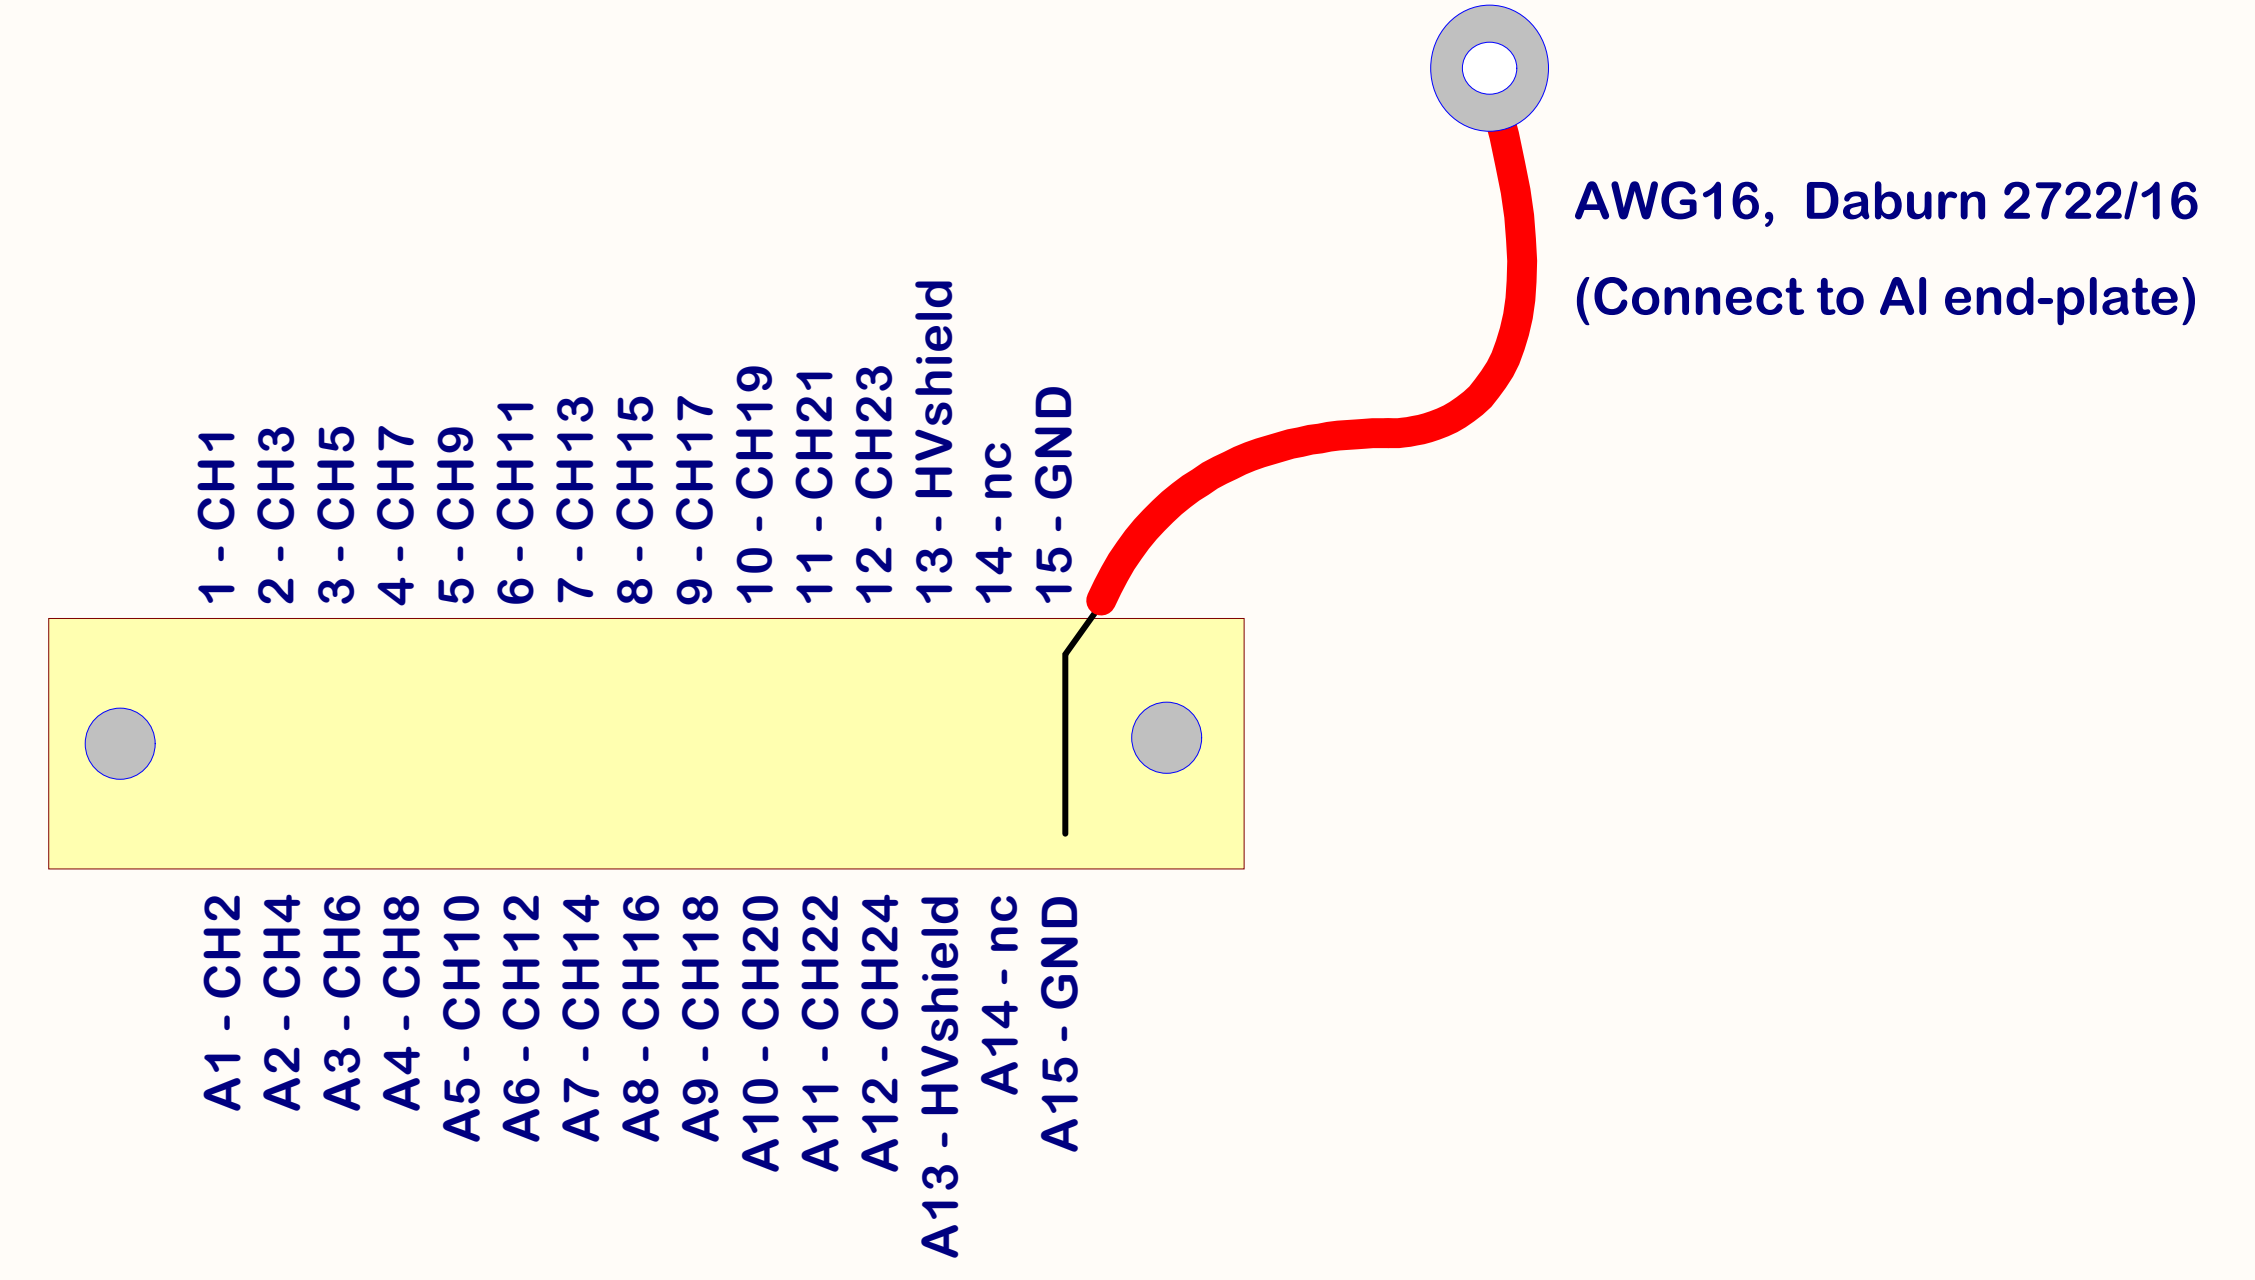 AWG16,  Daburn 2722/16
(Connect to Al end-plate)
1 - CH1
2 - CH3
3 - CH5
4 - CH7
5 - CH9
6 - CH11
7 - CH13
8 - CH15
9 - CH17
10 - CH19
11 - CH21
12 - CH23
13 - HVshield
14 - nc
15 - GND
A1 - CH2
A2 - CH4
A3 - CH6
A4 - CH8
A5 - CH10
A6 - CH12
A7 - CH14
A8 - CH16
A9 - CH18
A10 - CH20
A11 - CH22
A12 - CH24
A13 - HVshield
A14 - nc
A15 - GND